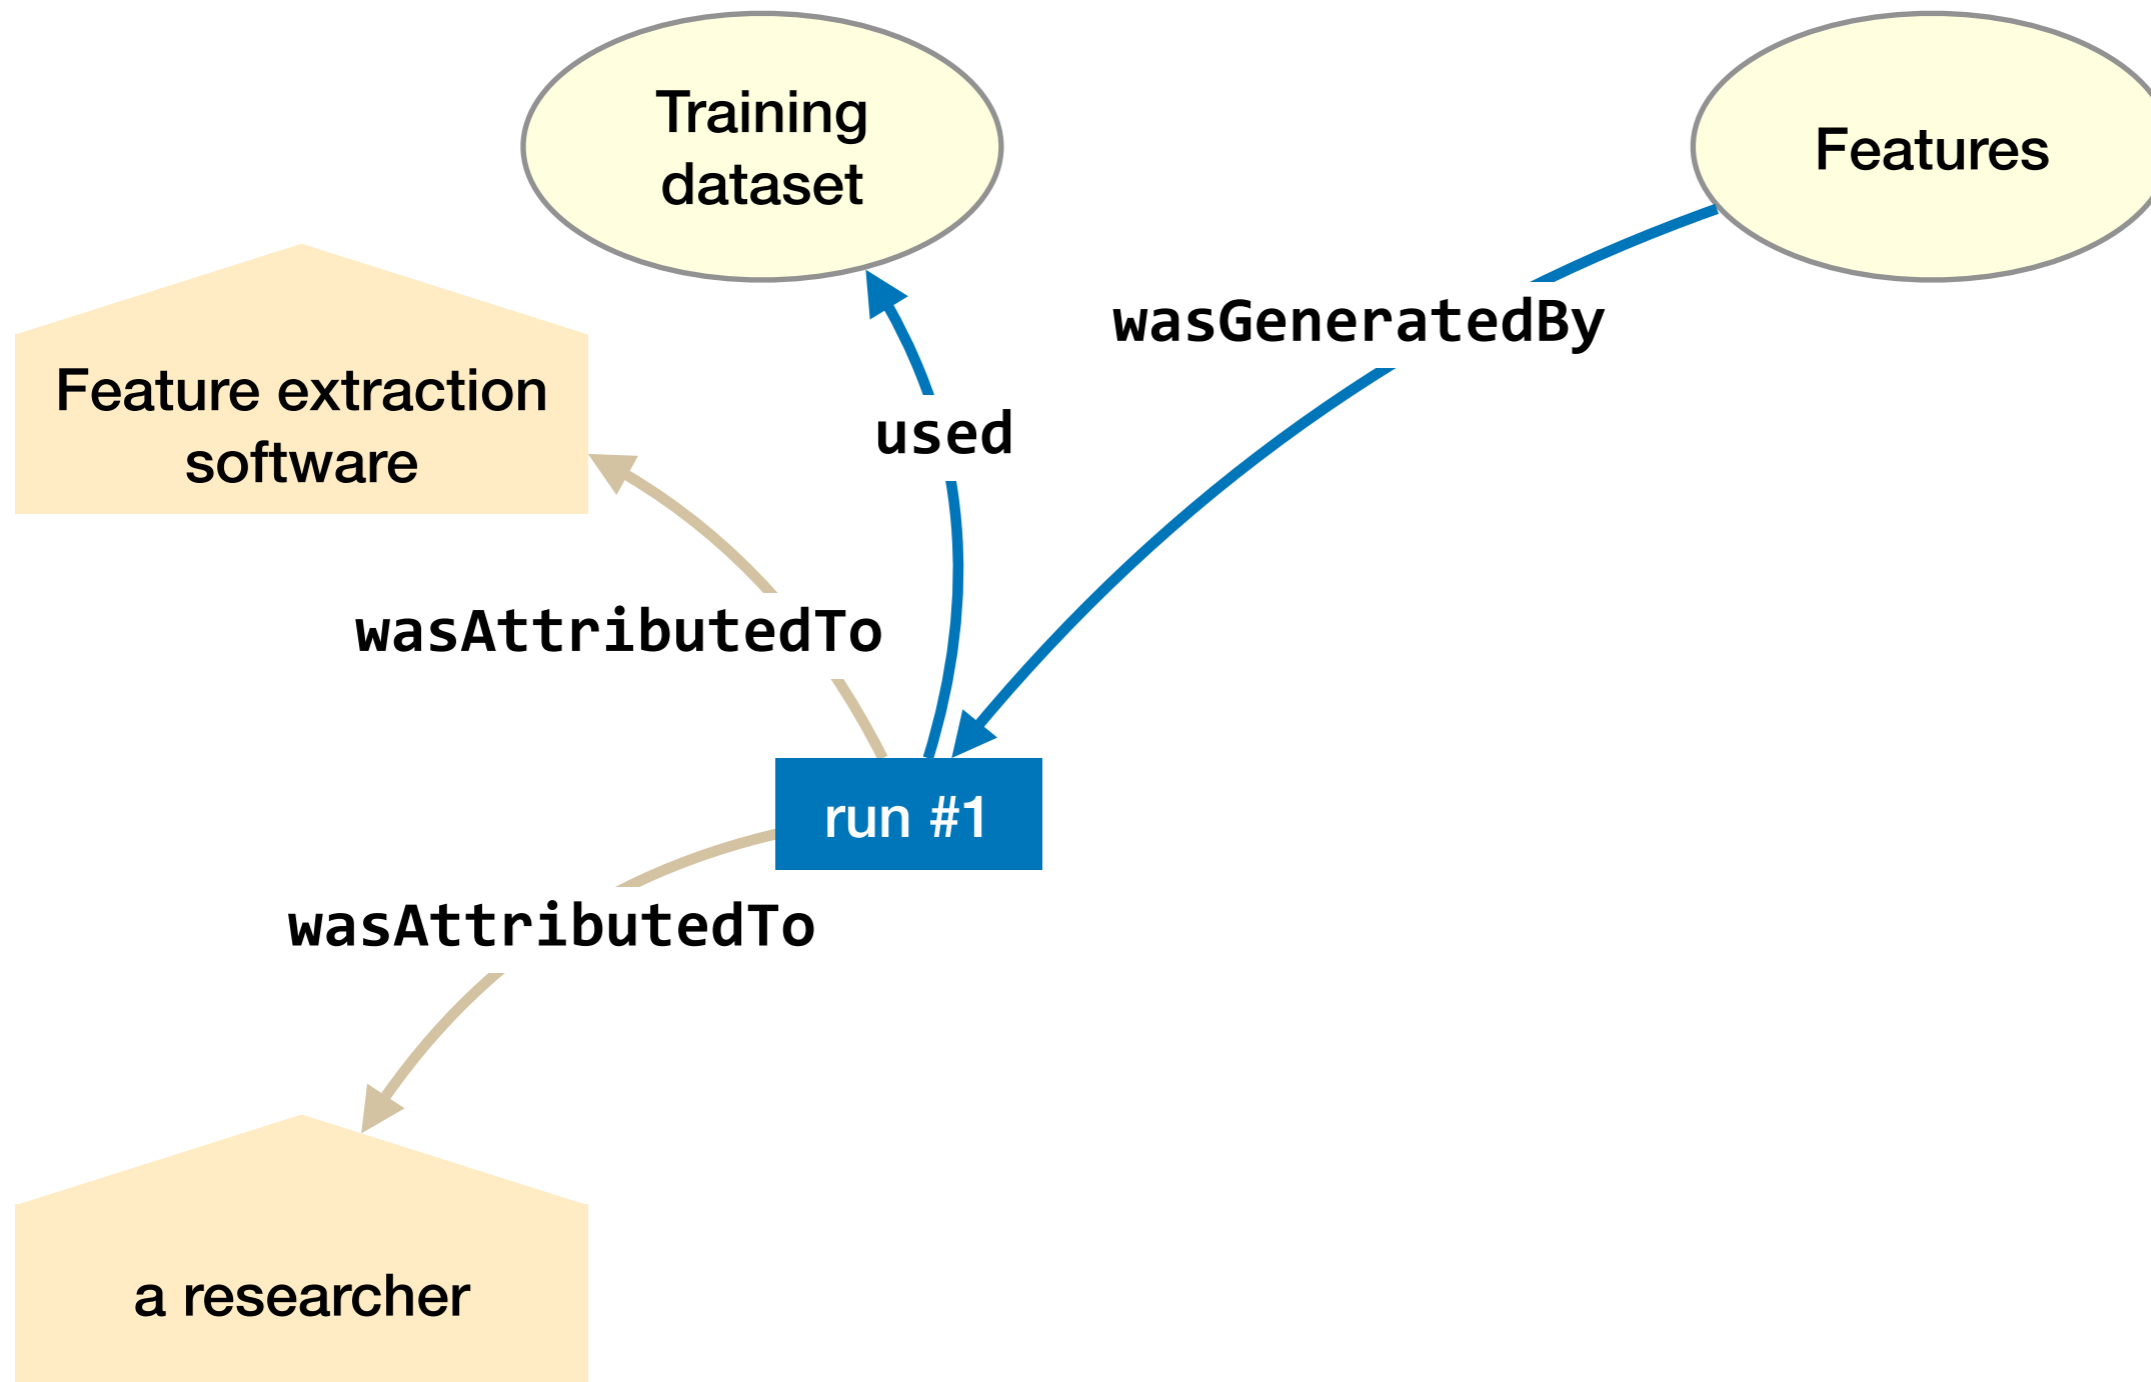 Training
dataset
Features
wasGeneratedBy
Feature extraction
software
used
wasAttributedTo
run #1
wasAttributedTo
a researcher